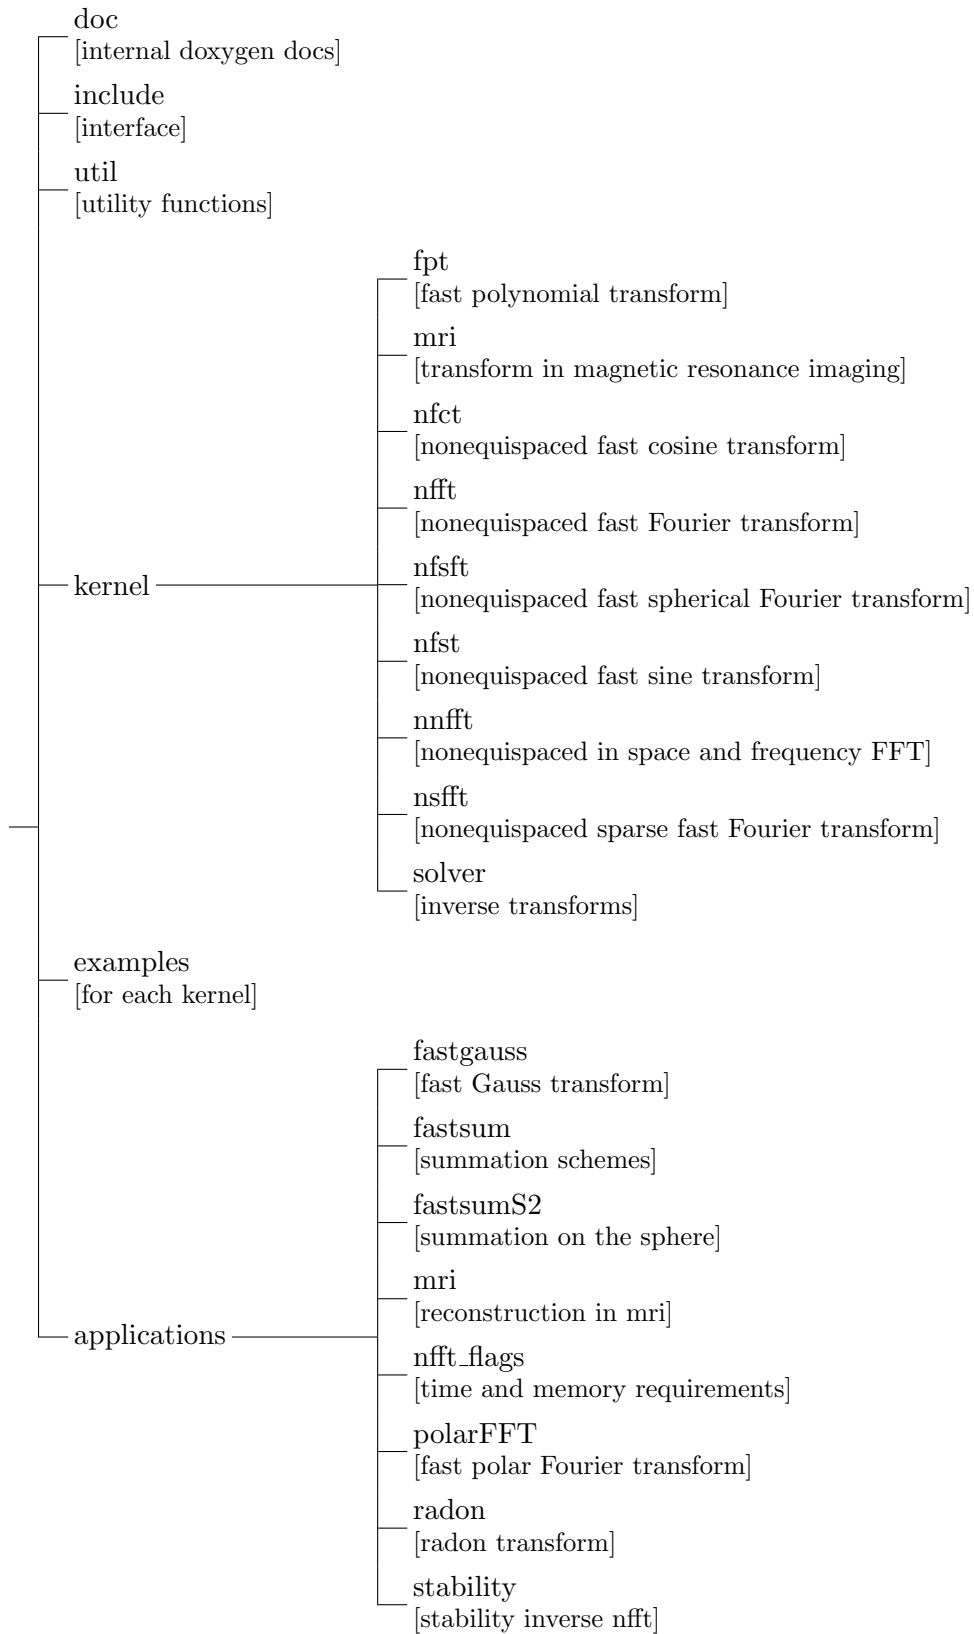 doc
[internal doxygen docs]
include
[interface]
util
[utility functions]
kernel
fpt
[fast polynomial transform]
mri
[transform in magnetic resonance imaging]
nfct
[nonequispaced fast cosine transform]
nfft
[nonequispaced fast Fourier transform]
nfsft
[nonequispaced fast spherical Fourier transform]
nfst
[nonequispaced fast sine transform]
nnfft
[nonequispaced in space and frequency FFT]
nsfft
[nonequispaced sparse fast Fourier transform]
solver
[inverse transforms]
examples
[for each kernel]
applications
fastgauss
[fast Gauss transform]
fastsum
[summation schemes]
fastsumS2
[summation on the sphere]
mri
[reconstruction in mri]
nfft_flags
[time and memory requirements]
polarFFT
[fast polar Fourier transform]
radon
[radon transform]
stability
[stability inverse nfft]